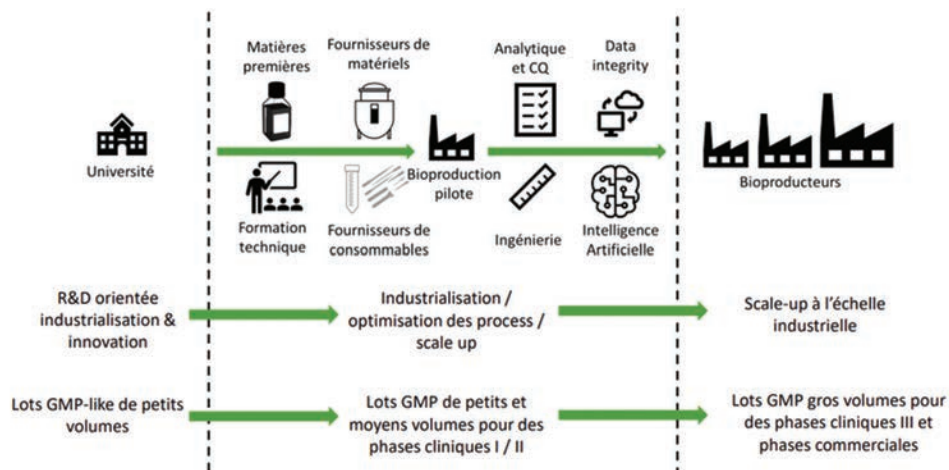 Matières
premières
Fournisseurs de
matériels
Analytique
et CQ
Data
integrity
Université
Bioproduction
pilote
Bioproducteurs
Formation
technique
Fournisseurs de
consommables
Ingénierie
Intelligence
Artificielle
R&D orientée
industrialisation &
innovation
Industrialisation /
optimisation des process /
scale up
Scale-up à l'échelle
industrielle
Lots GMP-like de petits
volumes
Lots GMP de petits et
moyens volumes pour des
phases cliniques I / II
Lots GMP gros volumes pour
des phases cliniques III et
phases commerciales